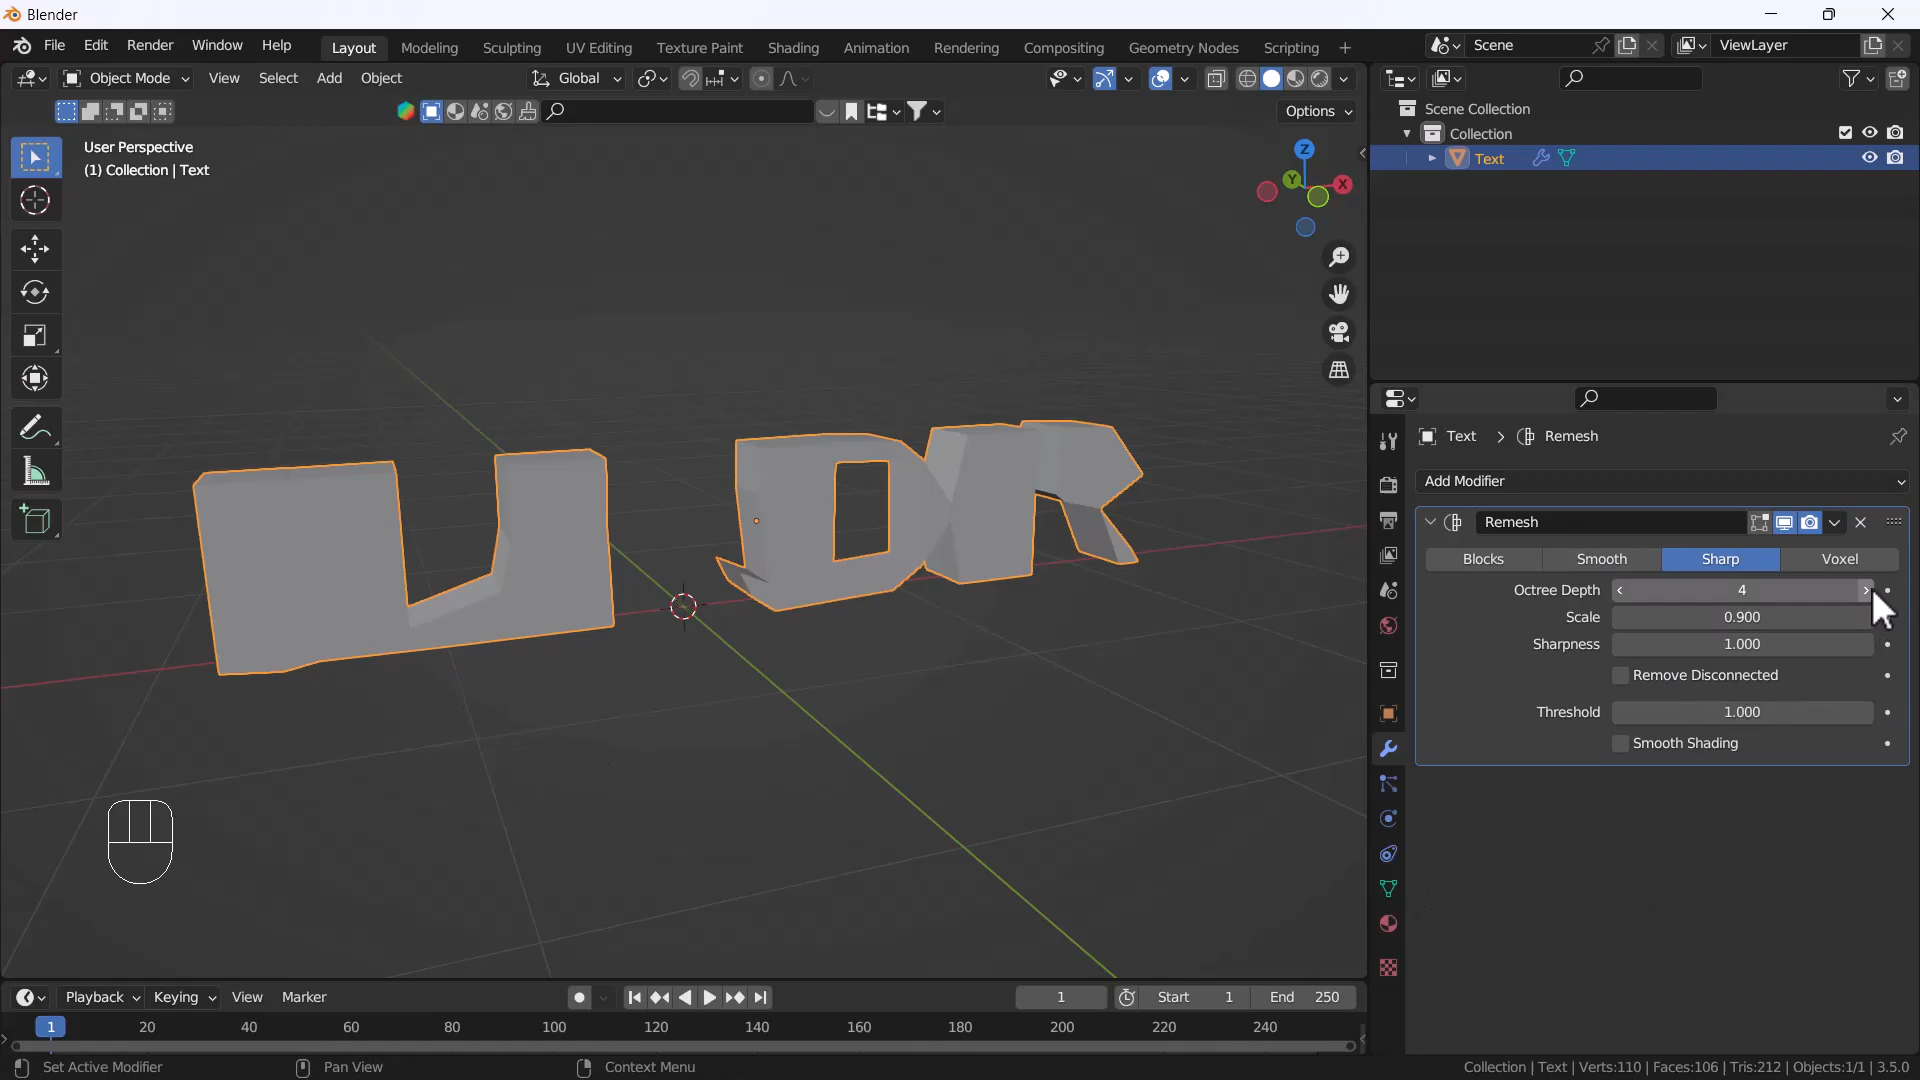 Blender
File Edit Render Window Help Layout Modeling Sculpting UV Editing Texture Paint Shading Animation Rendering Compositing Geometry Nodes Scripting + Scene ViewLayer
Object Mode View Select Add Object Global
Options
User Perspective
(1) Collection | Text
Z
Y X
Scene Collection
Collection
Text
Text > Remesh
Add Modifier
Remesh
Blocks Smooth Sharp Voxel
Octree Depth 4
Scale 0.900
Sharpness 1.000
Remove Disconnected
Threshold 1.000
Smooth Shading
Playback Keying View Marker 1 Start 1 End 250
1 20 40 60 80 100 120 140 160 180 200 220 240
Set Active Modifier Pan View Context Menu Collection | Text | Verts:110 | Faces:106 | Tris:212 | Objects:1/1 | 3.5.0